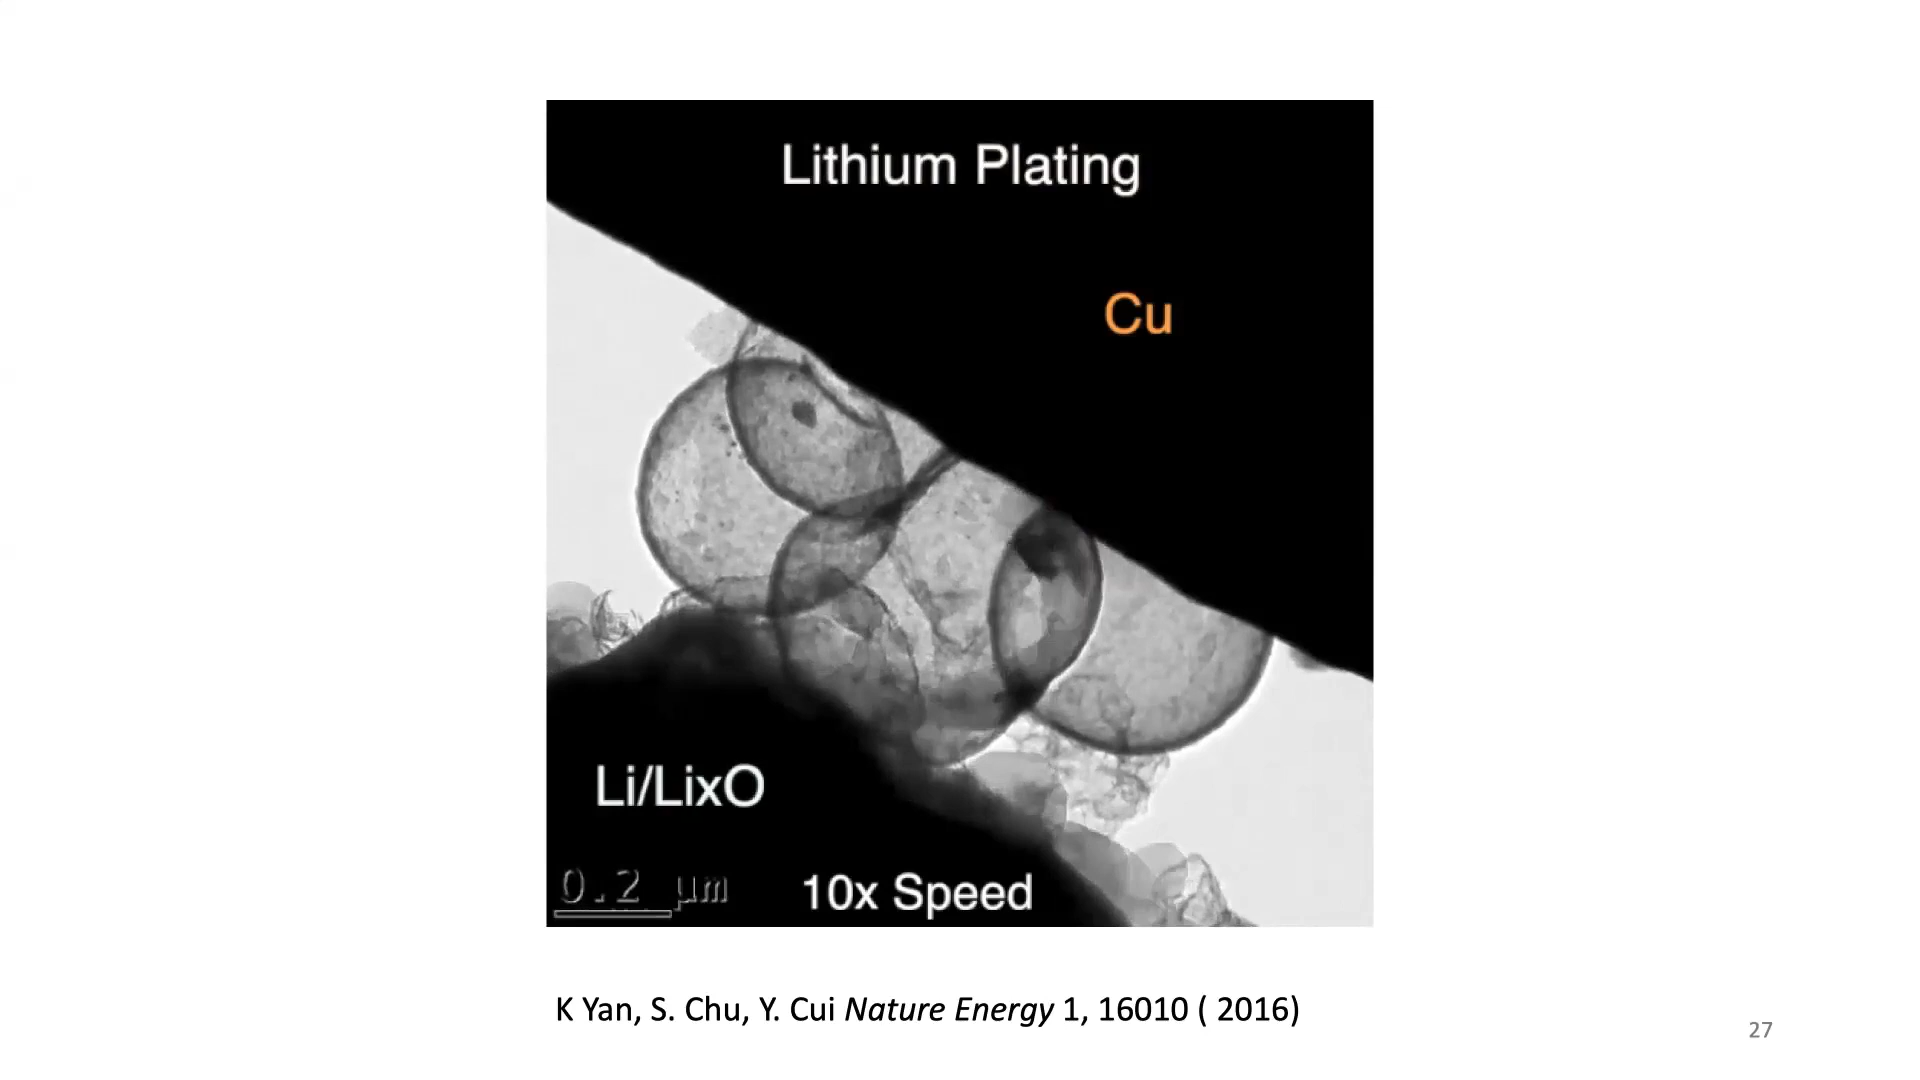 Lithium Plating
Cu
Li/LixO
0.2 µm
10x Speed
K Yan, S. Chu, Y. Cui Nature Energy 1, 16010 ( 2016)
27